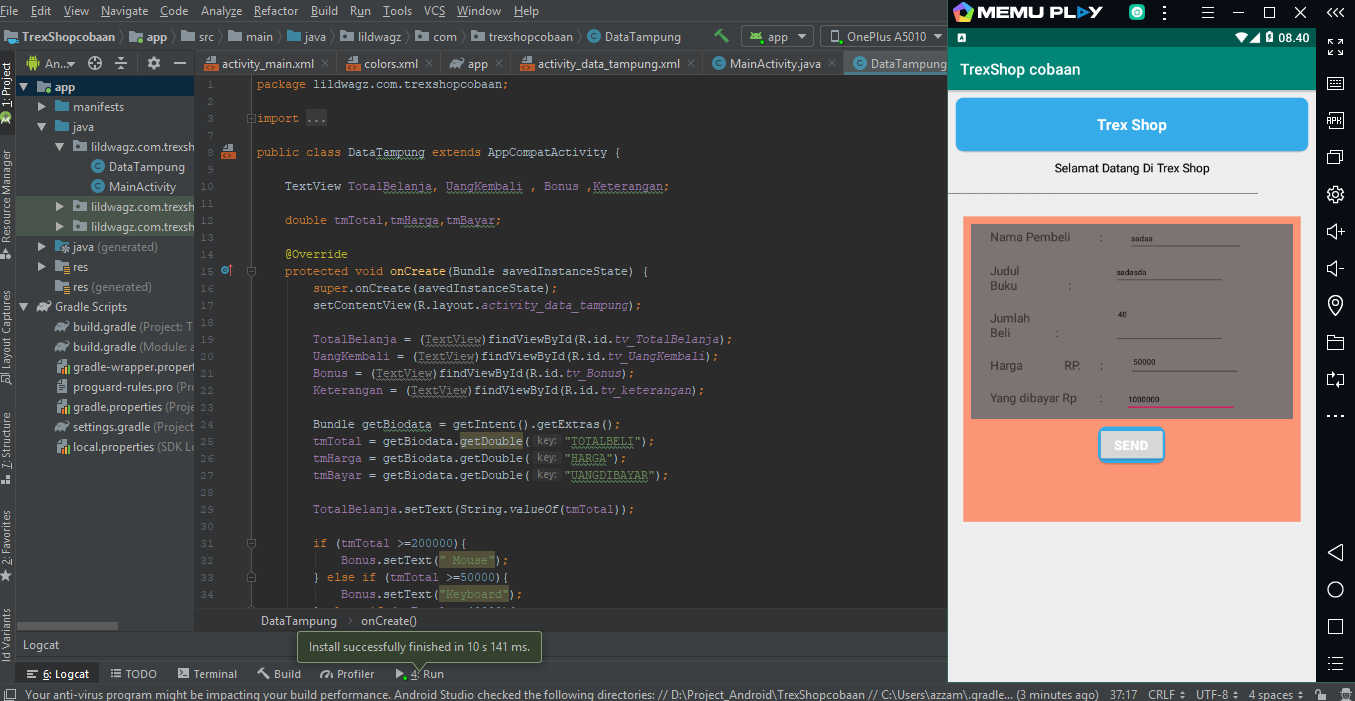 File Edit View Navigate Code Analyze Refactor Build Run Tools VCS Window Help
TrexShopcobaan app src main java lildwagz com trexshopcobaan DataTampung app OnePlus A5010
An... activity_main.xml colors.xml app activity_data_tampung.xml MainActivity.java DataTampung
1: Project
Resource Manager
Layout Captures
7: Structure
2: Favorites
ld Variants
app
manifests
java
lildwagz.com.trexsh
DataTampung
MainActivity
lildwagz.com.trexsh
lildwagz.com.trexsh
java (generated)
res
res (generated)
Gradle Scripts
build.gradle (Project: T
build.gradle (Module: a
gradle-wrapper.propert
proguard-rules.pro (Pro
gradle.properties (Proje
settings.gradle (Project
local.properties (SDK Lo
1 package lildwagz.com.trexshopcobaan;
2
3 import ...
7
8 public class DataTampung extends AppCompatActivity {
9
10 TextView TotalBelanja, UangKembali , Bonus ,Keterangan;
11
12 double tmTotal,tmHarga,tmBayar;
13
14 @Override
15 protected void onCreate(Bundle savedInstanceState) {
16 super.onCreate(savedInstanceState);
17 setContentView(R.layout.activity_data_tampung);
18
19 TotalBelanja = (TextView)findViewById(R.id.tv_TotalBelanja);
20 UangKembali = (TextView)findViewById(R.id.tv_UangKembali);
21 Bonus = (TextView)findViewById(R.id.tv_Bonus);
22 Keterangan = (TextView)findViewById(R.id.tv_keterangan);
23
24 Bundle getBiodata = getIntent().getExtras();
25 tmTotal = getBiodata.getDouble( key: "TOTALBELI");
26 tmHarga = getBiodata.getDouble( key: "HARGA");
27 tmBayar = getBiodata.getDouble( key: "UANGDIBAYAR");
28
29 TotalBelanja.setText(String.valueOf(tmTotal));
30
31 if (tmTotal >=200000){
32 Bonus.setText(" Mouse");
33 } else if (tmTotal >=50000){
34 Bonus.setText("Keyboard");
DataTampung onCreate()
Logcat
Install successfully finished in 10 s 141 ms.
6: Logcat TODO Terminal Build Profiler 4: Run
Your anti-virus program might be impacting your build performance. Android Studio checked the following directories: // D:\Project_Android\TrexShopcobaan // C:\Users\azzam\.gradle... (3 minutes ago) 37:17 CRLF UTF-8 4 spaces
MEMU PLAY
08.40
TrexShop cobaan
Trex Shop
Selamat Datang Di Trex Shop
Nama Pembeli : sadas
Judul
Buku : sadasda
Jumlah
Beli : 40
Harga RP. : 50000
Yang dibayar Rp : 1000000
SEND
APK